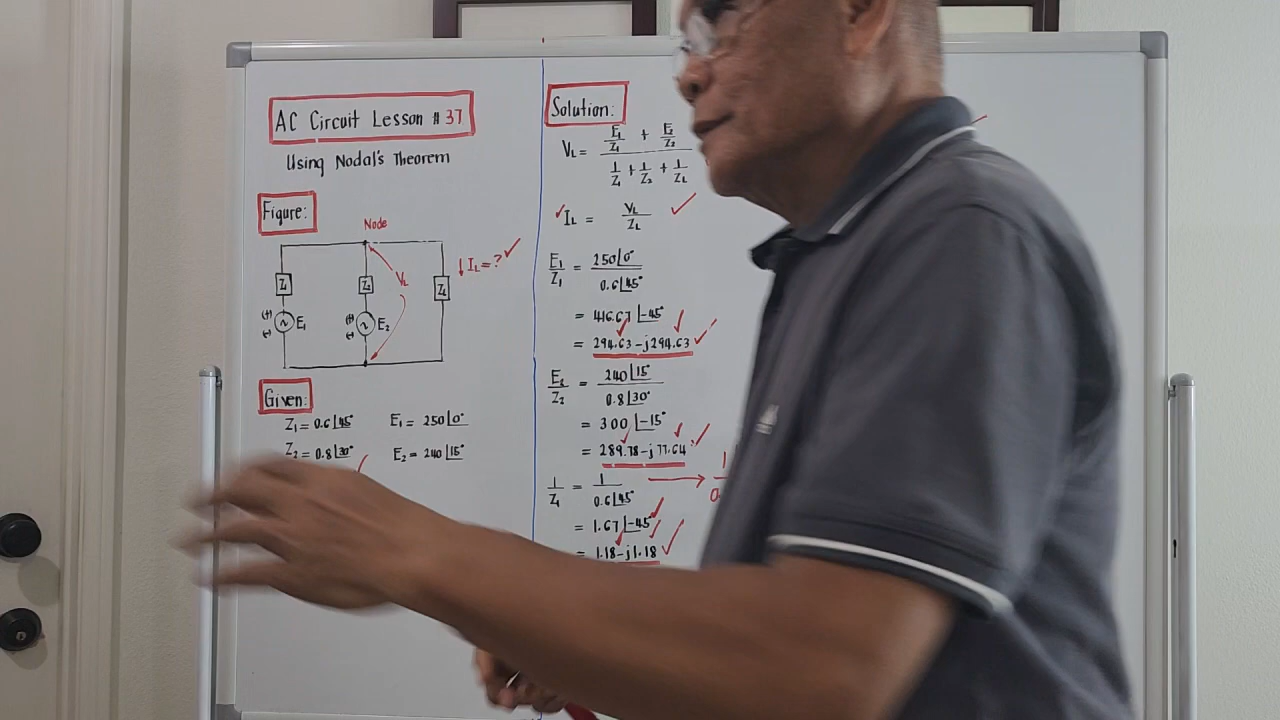 AC Circuit Lesson # 37
Using Nodal's Theorem
Figure:
Node
Z1
Z2
ZL
VL
↓ IL = ?
(+)
(-)
E1
(+)
(-)
E2
Given:
Z1 = 0.6∠45° E1 = 250∠0°
Z2 = 0.8∠30° E2 = 240∠15°
Solution:
VL = (E1/Z1 + E2/Z2) / (1/Z1 + 1/Z2 + 1/ZL)
IL = VL/ZL
E1/Z1 = 250∠0° / 0.6∠45°
= 416.67∠-45°
= 294.63 - j294.63
E2/Z2 = 240∠15° / 0.8∠30°
= 300∠-15°
= 289.78 - j77.64
1/Z1 = 1 / 0.6∠45°
= 1.67∠-45°
= 1.18 - j1.18